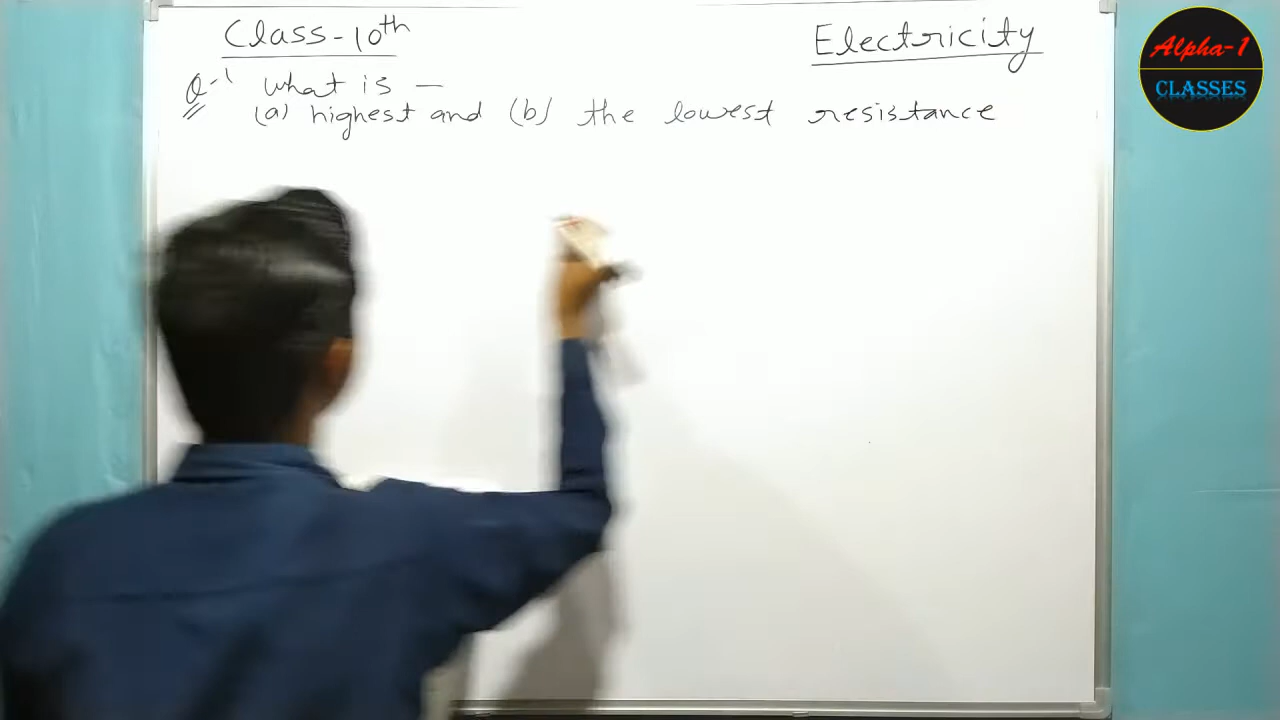 Class-10th
Electricity
Q-1 what is —
(a) highest and (b) the lowest resistance
Alpha-1
CLASSES